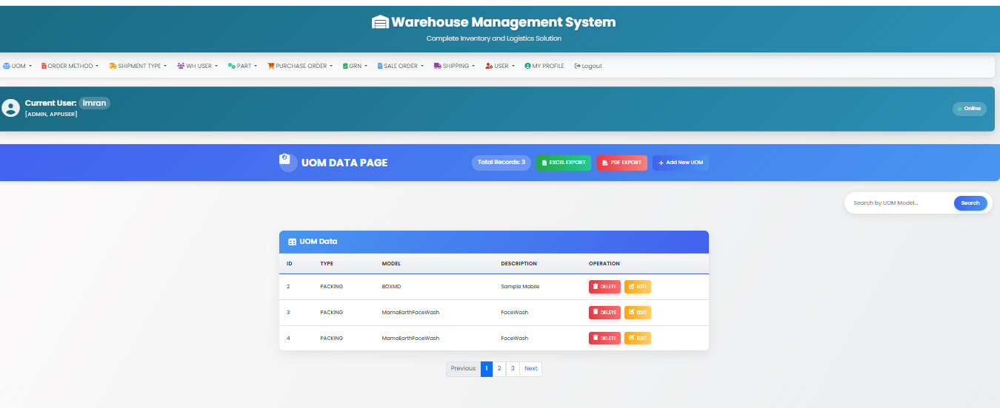 Warehouse Management System
Complete Inventory and Logistics Solution
UOM ORDER METHOD SHIPMENT TYPE WH USER PART PURCHASE ORDER GRN SALE ORDER SHIPPING USER MY PROFILE Logout
Current User: imran
[ADMIN, APPUSER]
Online
UOM DATA PAGE Total Records: 3 EXCEL EXPORT PDF EXPORT + Add New UOM
Search by UOM Model... Search
UOM Data
ID TYPE MODEL DESCRIPTION OPERATION
2 PACKING BOXMD Sample Mobile DELETE EDIT
3 PACKING MamaEarthFaceWash FaceWash DELETE EDIT
4 PACKING MamaEarthFaceWash FaceWash DELETE EDIT
Previous 1 2 3 Next